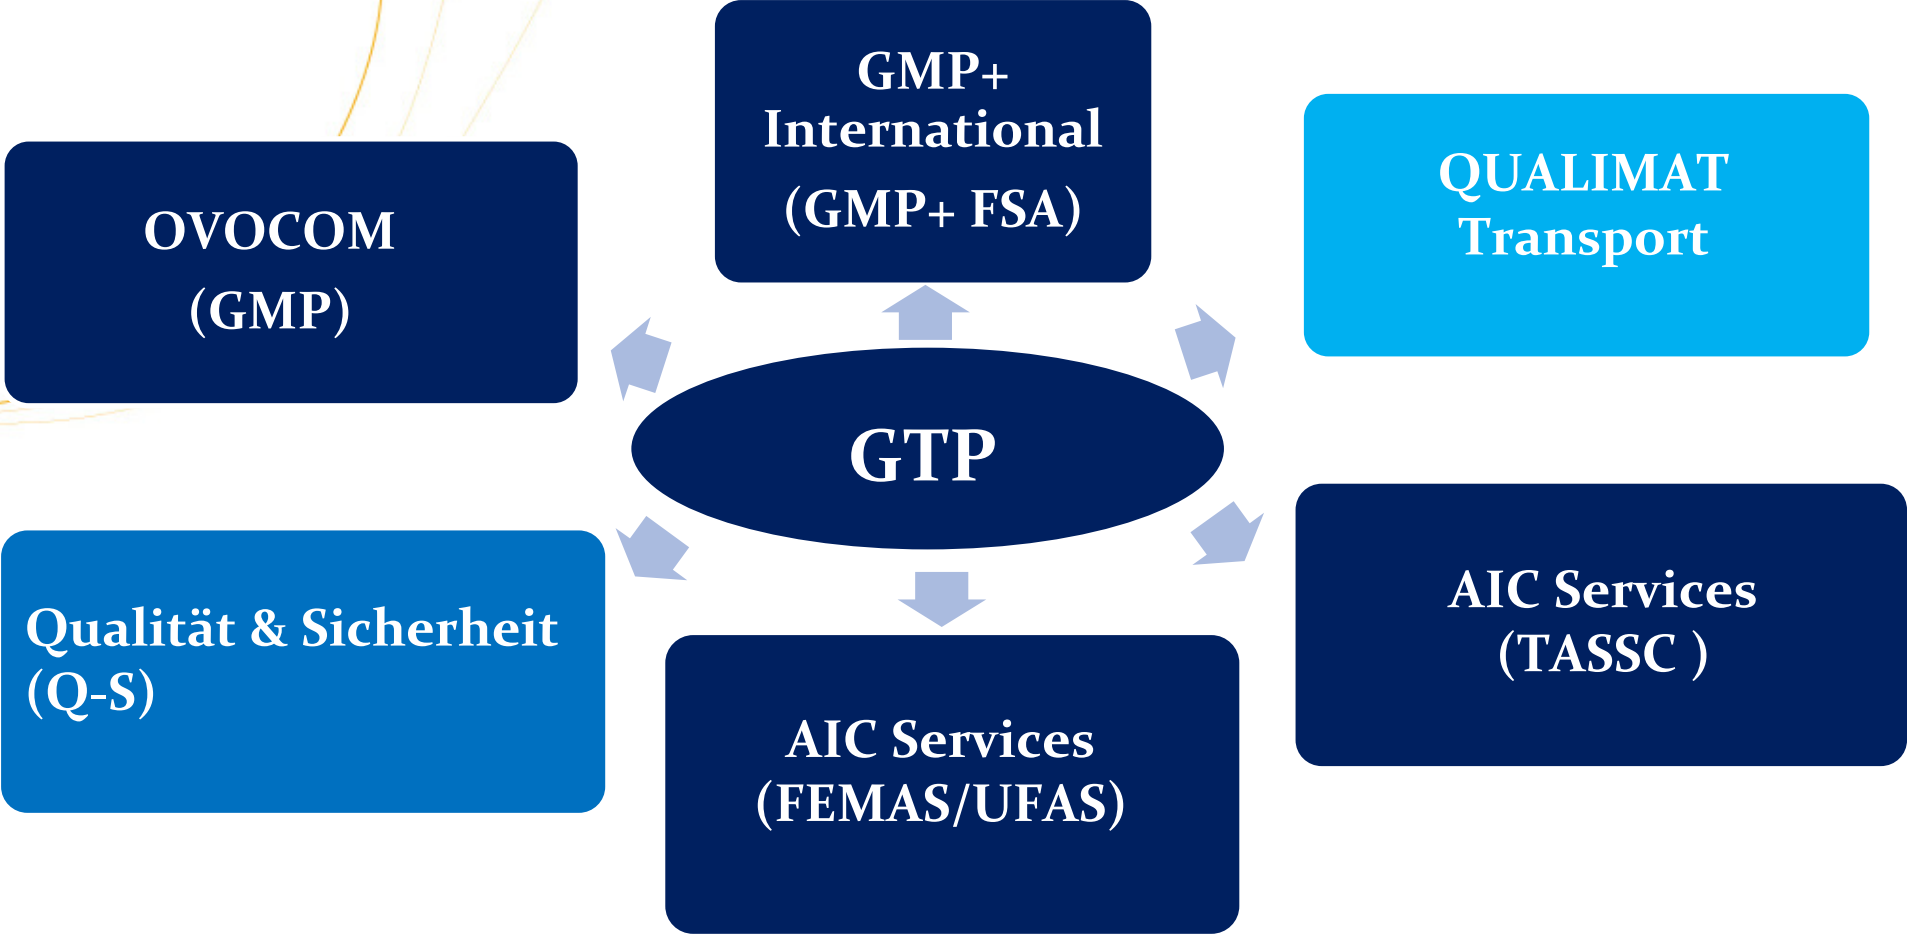 GMP+
International
(GMP+ FSA)
QUALIMAT
Transport
OVOCOM
(GMP)
GTP
AIC Services
(TASSC )
Qualität & Sicherheit
(Q-S)
AIC Services
(FEMAS/UFAS)